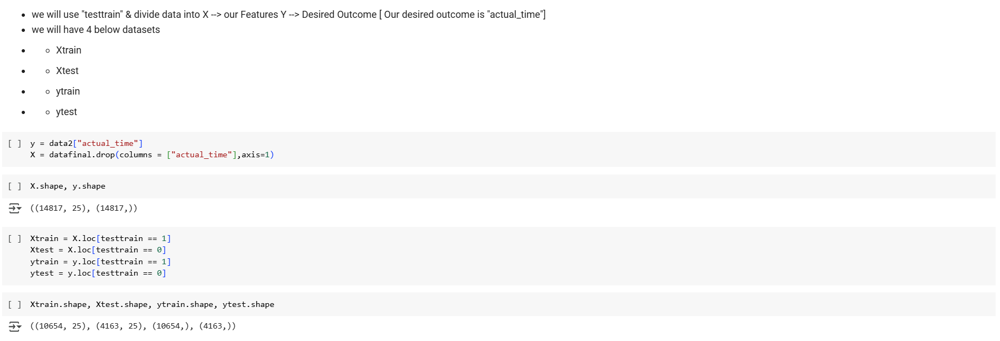 we will use "testtrain" & divide data into X --> our Features Y --> Desired Outcome [ Our desired outcome is "actual_time"]
we will have 4 below datasets
Xtrain
Xtest
ytrain
ytest
[ ] y = data2["actual_time"]
X = datafinal.drop(columns = ["actual_time"],axis=1)
[ ] X.shape, y.shape
((14817, 25), (14817,))
[ ] Xtrain = X.loc[testtrain == 1]
Xtest = X.loc[testtrain == 0]
ytrain = y.loc[testtrain == 1]
ytest = y.loc[testtrain == 0]
[ ] Xtrain.shape, Xtest.shape, ytrain.shape, ytest.shape
((10654, 25), (4163, 25), (10654,), (4163,))